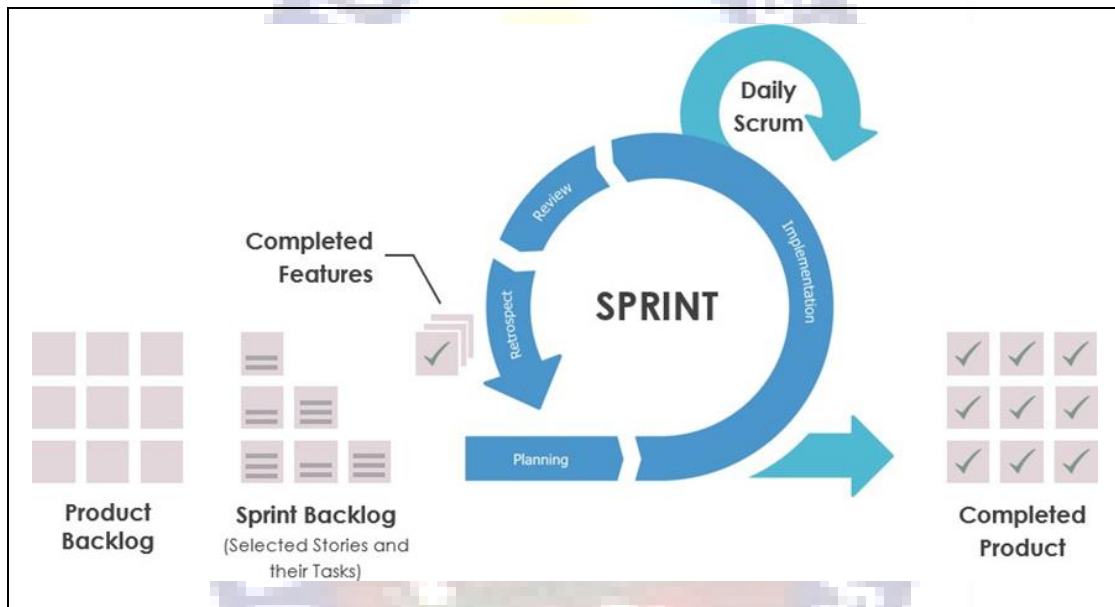 Daily
Scrum
Review
Implementation
Completed
Features
Retrospect
SPRINT
Planning
Product
Backlog
Sprint Backlog
(Selected Stories and
their Tasks)
Completed
Product